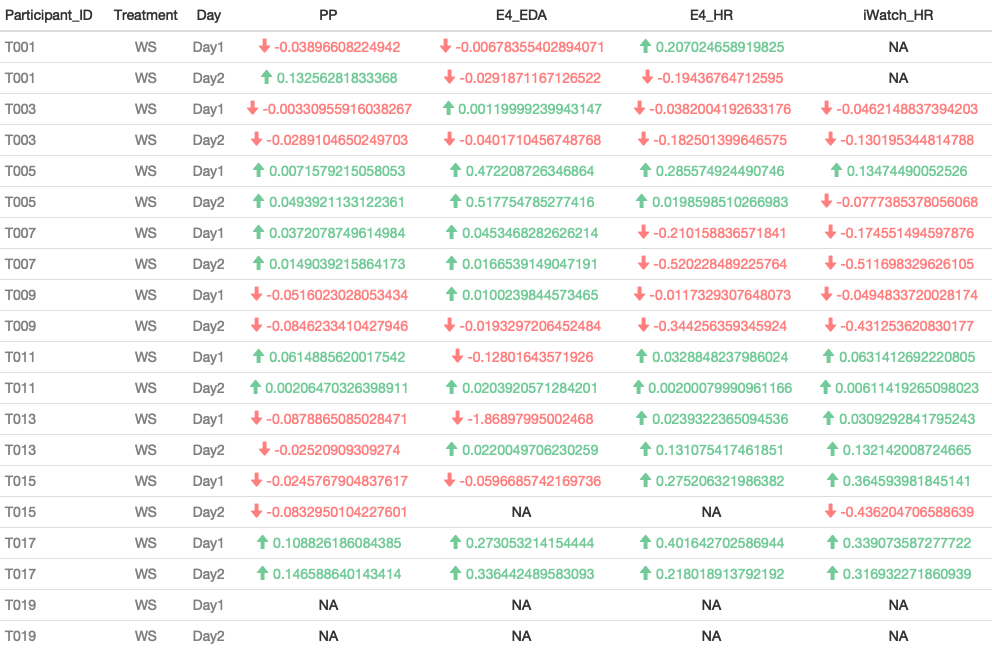 Participant_ID Treatment Day PP E4_EDA E4_HR iWatch_HR
T001 WS Day1 -0.03896608224942 -0.00678355402894071 0.207024658919825 NA
T001 WS Day2 0.13256281833368 -0.0291871167126522 -0.19436764712595 NA
T003 WS Day1 -0.00330955916038267 0.00119999239943147 -0.0382004192633176 -0.0462148837394203
T003 WS Day2 -0.0289104650249703 -0.0401710456748768 -0.182501399646575 -0.130195344814788
T005 WS Day1 0.0071579215058053 0.472208726346864 0.285574924490746 0.13474490052526
T005 WS Day2 0.0493921133122361 0.517754785277416 0.0198598510266983 -0.0777385378056068
T007 WS Day1 0.0372078749614984 0.0453468282626214 -0.210158836571841 -0.174551494597876
T007 WS Day2 0.0149039215864173 0.0166539149047191 -0.520228489225764 -0.511698329626105
T009 WS Day1 -0.0516023028053434 0.0100239844573465 -0.0117329307648073 -0.0494833720028174
T009 WS Day2 -0.0846233410427946 -0.0193297206452484 -0.344256359345924 -0.431253620830177
T011 WS Day1 0.0614885620017542 -0.12801643571926 0.0328848237986024 0.0631412692220805
T011 WS Day2 0.00206470326398911 0.0203920571284201 0.00200079990961166 0.00611419265098023
T013 WS Day1 -0.0878865085028471 -1.86897995002468 0.0239322365094536 0.0309292841795243
T013 WS Day2 -0.02520909309274 0.0220049706230259 0.131075417461851 0.132142008724665
T015 WS Day1 -0.0245767904837617 -0.0596685742169736 0.275206321986382 0.364593981845141
T015 WS Day2 -0.0832950104227601 NA NA -0.436204706588639
T017 WS Day1 0.108826186084385 0.273053214154444 0.401642702586944 0.339073587277722
T017 WS Day2 0.146588640143414 0.336442489583093 0.218018913792192 0.316932271860939
T019 WS Day1 NA NA NA NA
T019 WS Day2 NA NA NA NA